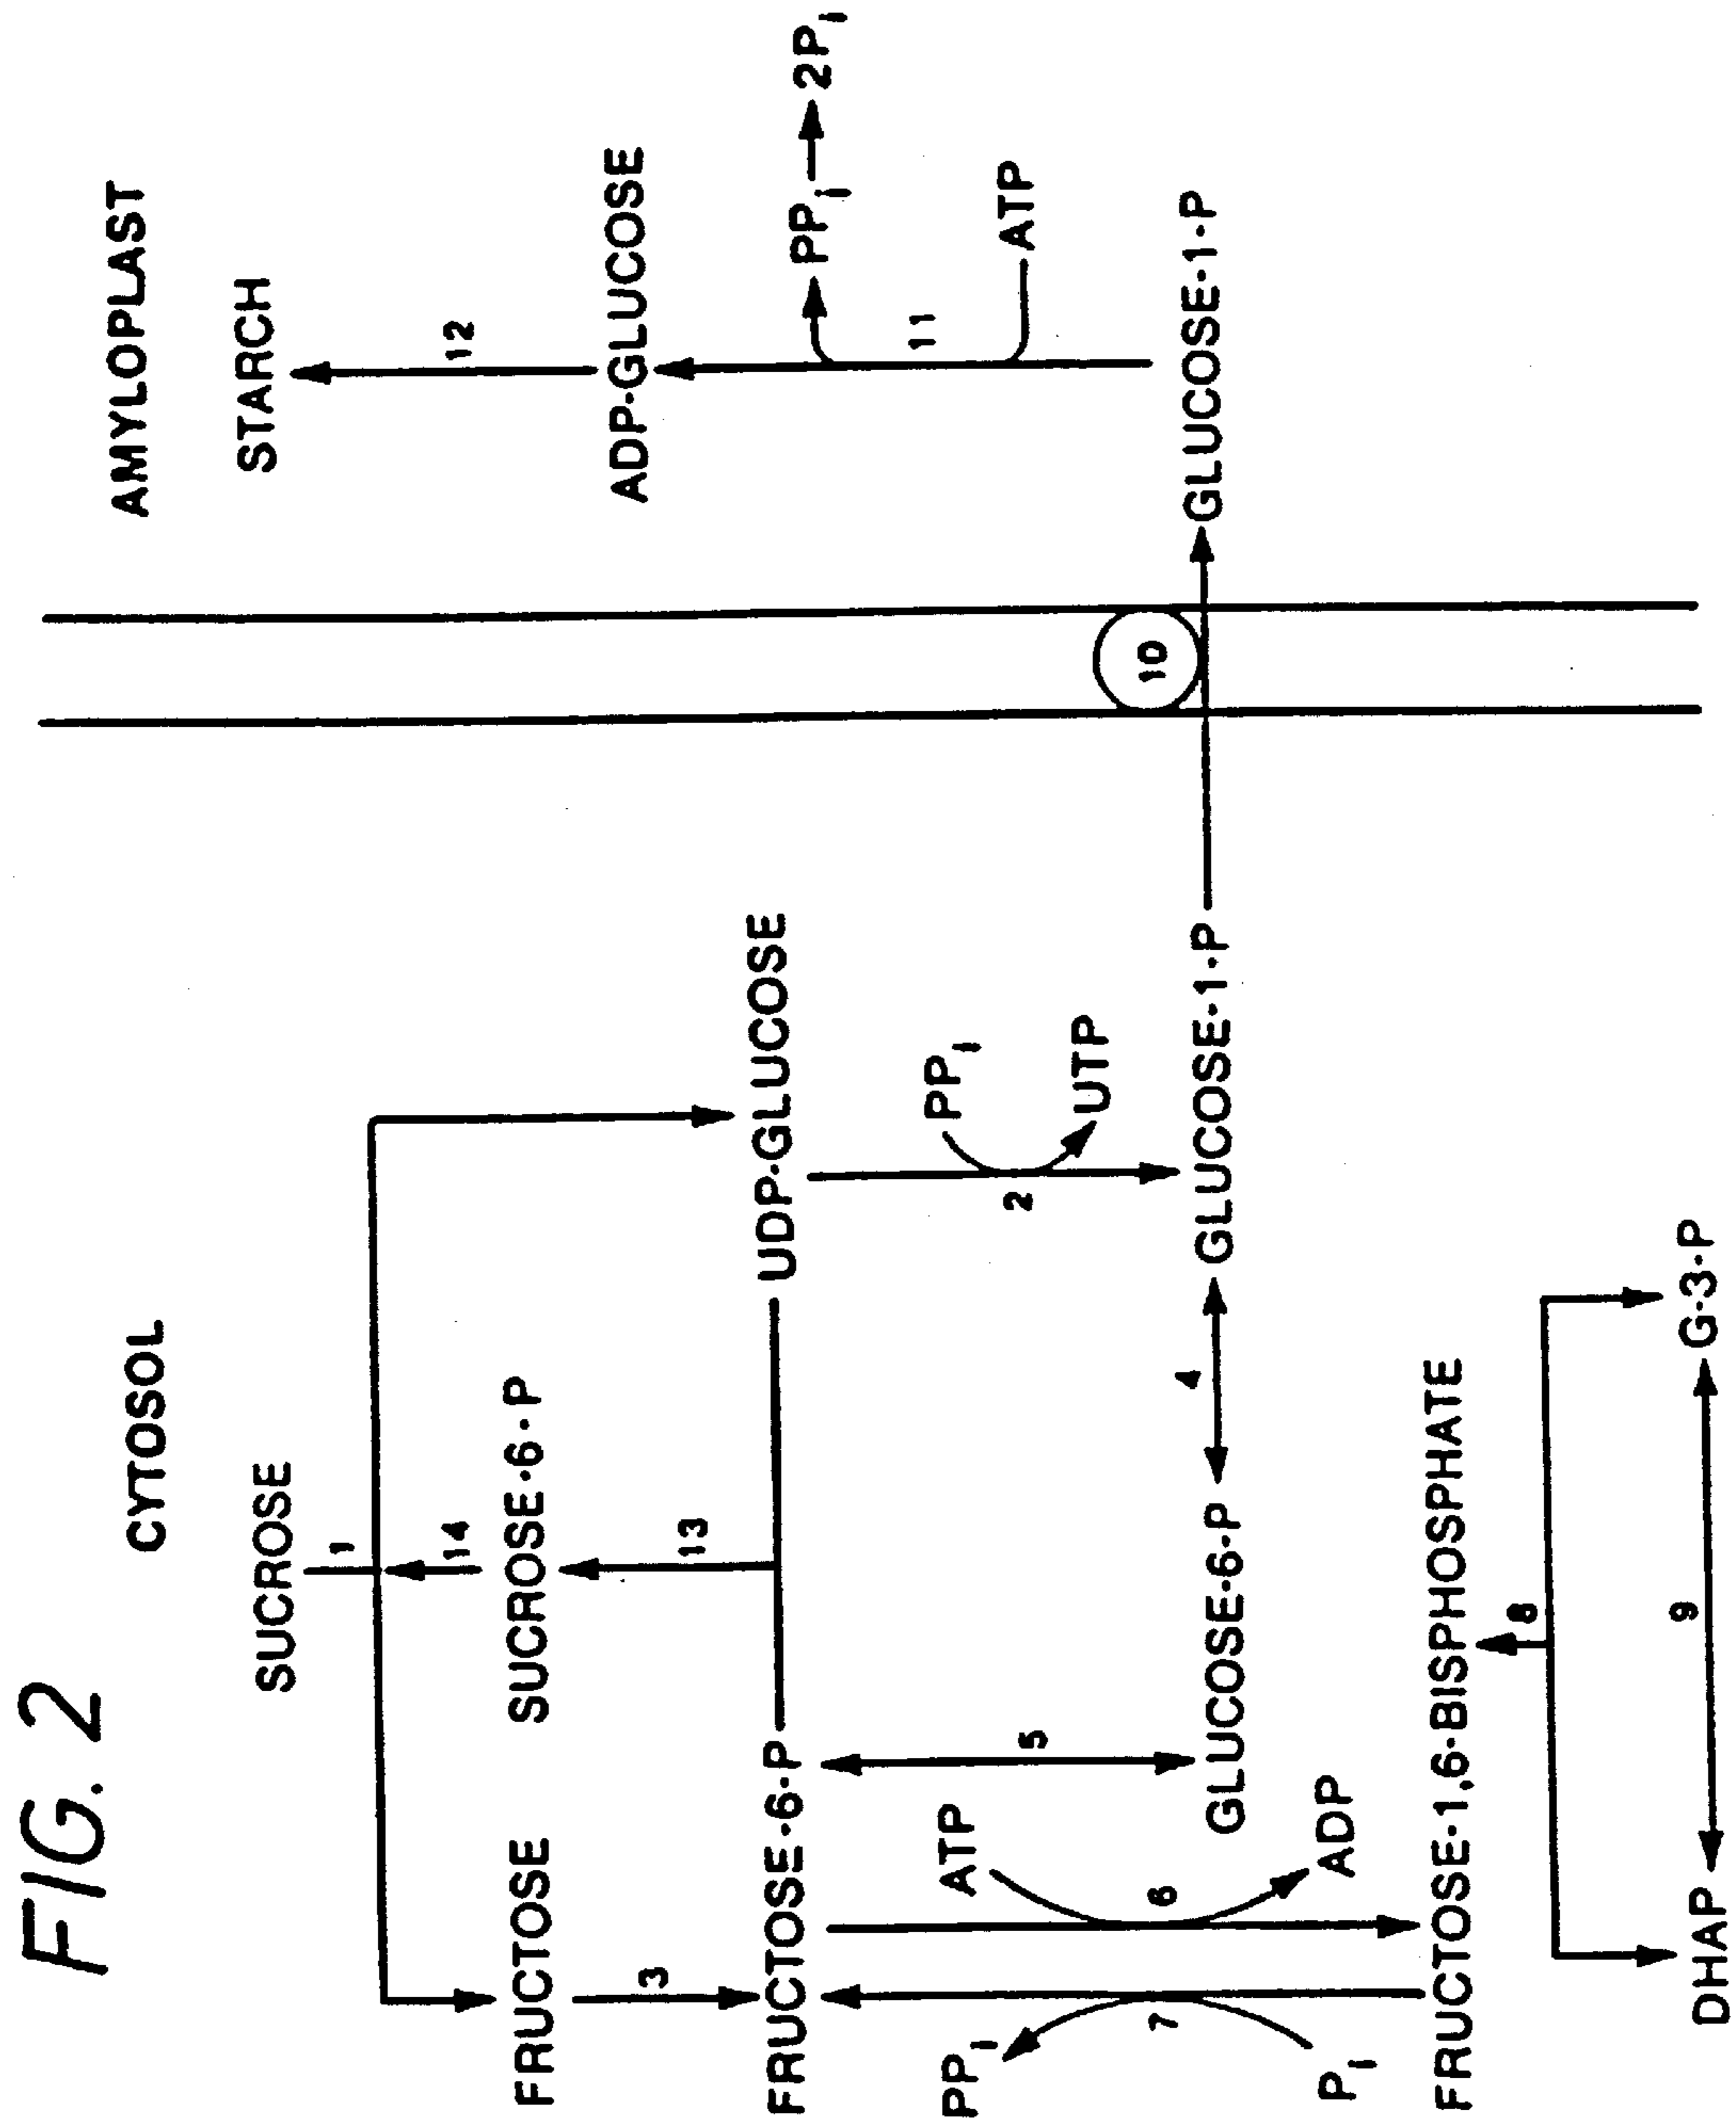 FIG. 2
CYTOSOL
AMYLOPLAST
SUCROSE
STARCH
1
14
12
FRUCTOSE
SUCROSE-6-P
ADP-GLUCOSE
3
13
FRUCTOSE-6-P
UDP-GLUCOSE
PPi → 2Pi
PPi
ATP
5
2
PPi
UTP
11
ATP
7
6
4
10
Pi
ADP
GLUCOSE-6-P
GLUCOSE-1-P
GLUCOSE-1-P
FRUCTOSE-1,6-BISPHOSPHATE
8
DHAP
9
G-3-P